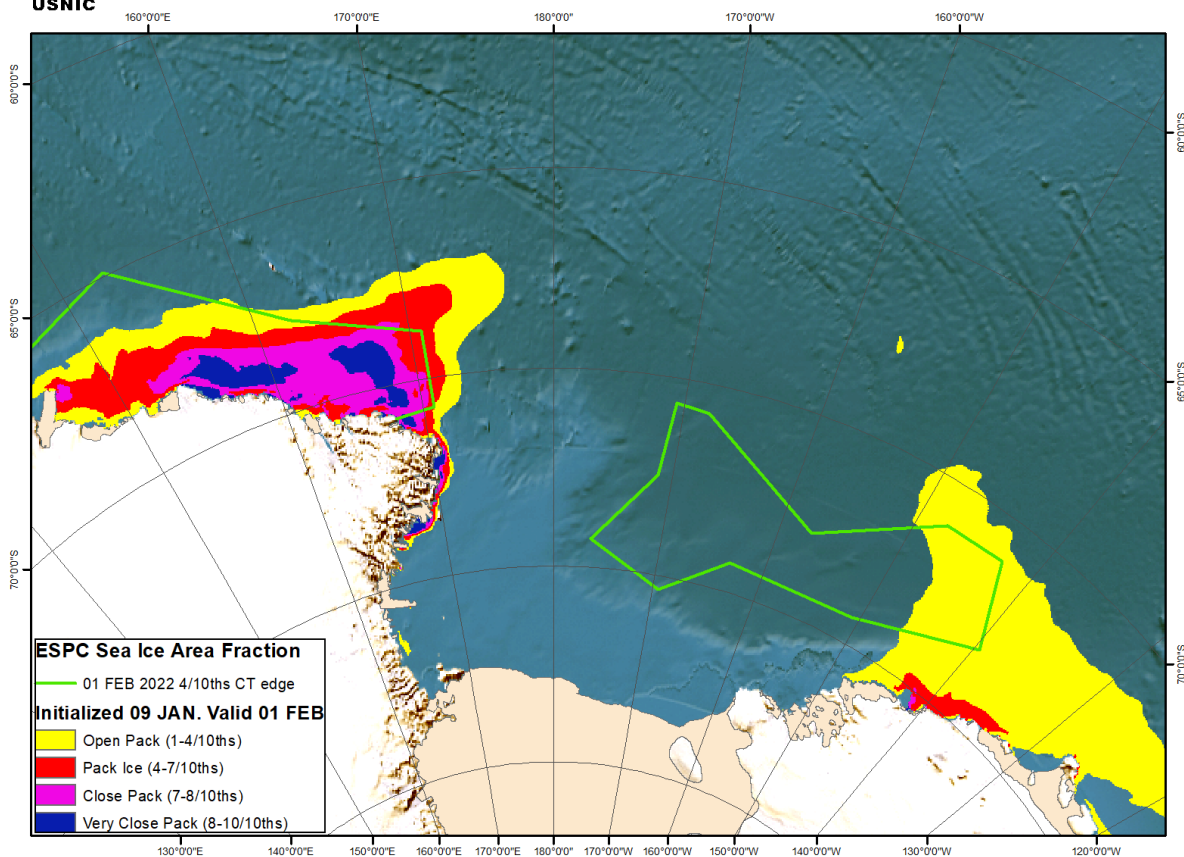 USNIC
160°0'0"E 170°0'0"E 180°0'0" 170°0'0"W 160°0'0"W
60°0'0"S
60°0'0"S
65°0'0"S
65°0'0"S
70°0'0"S
70°0'0"S
ESPC Sea Ice Area Fraction
01 FEB 2022 4/10ths CT edge
Initialized 09 JAN. Valid 01 FEB
Open Pack (1-4/10ths)
Pack Ice (4-7/10ths)
Close Pack (7-8/10ths)
Very Close Pack (8-10/10ths)
130°0'0"E 140°0'0"E 150°0'0"E 160°0'0"E 170°0'0"E 180°0'0" 170°0'0"W 160°0'0"W 150°0'0"W 140°0'0"W 130°0'0"W 120°0'0"W